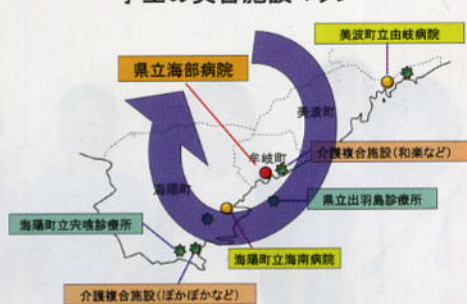 美波町立由岐病院
県立海部病院
美波町
牟岐町
介護複合施設(和楽など)
海陽町
県立出羽島診療所
海陽町立宍喰診療所
海陽町立海南病院
介護複合施設(ぽかぽかなど)